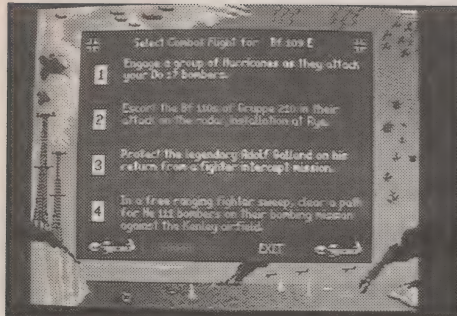 Select Combat Flight for Bf 109 E
1
Engage a group of Hurricanes as they attack
your Do 17 bombers.
2
Escort the Bf 110s of Gruppe 210 in their
attack on the radar installation at Rye.
3
Protect the legendary Adolf Galland on his
return from a fighter intercept mission.
4
In a free ranging fighter sweep, clear a path
for He 111 bombers on their bombing mission
against the Kenley airfield.
EXIT